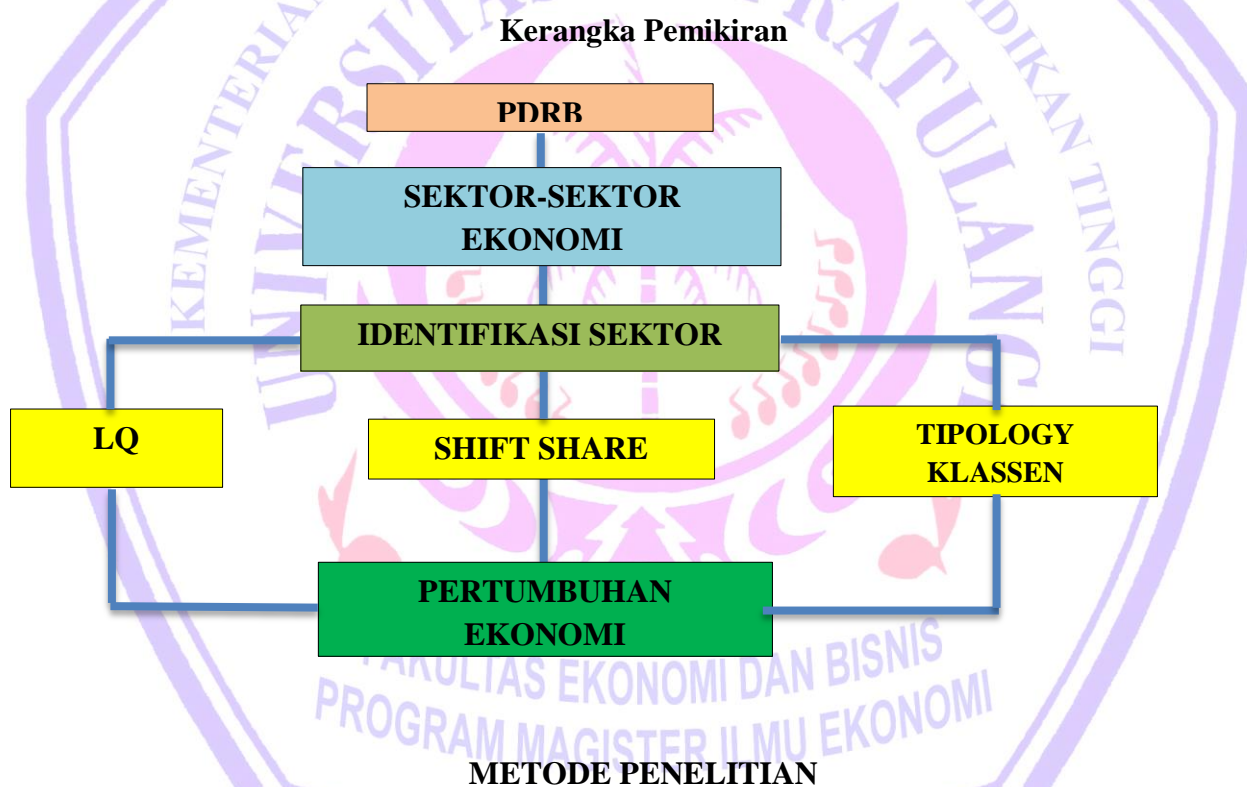 Kerangka Pemikiran
PDRB
SEKTOR-SEKTOR
EKONOMI
IDENTIFIKASI SEKTOR
LQ
SHIFT SHARE
TIPOLOGY
KLASSEN
PERTUMBUHAN
EKONOMI
FAKULTAS EKONOMI DAN BISNIS
PROGRAM MAGISTER ILMU EKONOMI
METODE PENELITIAN